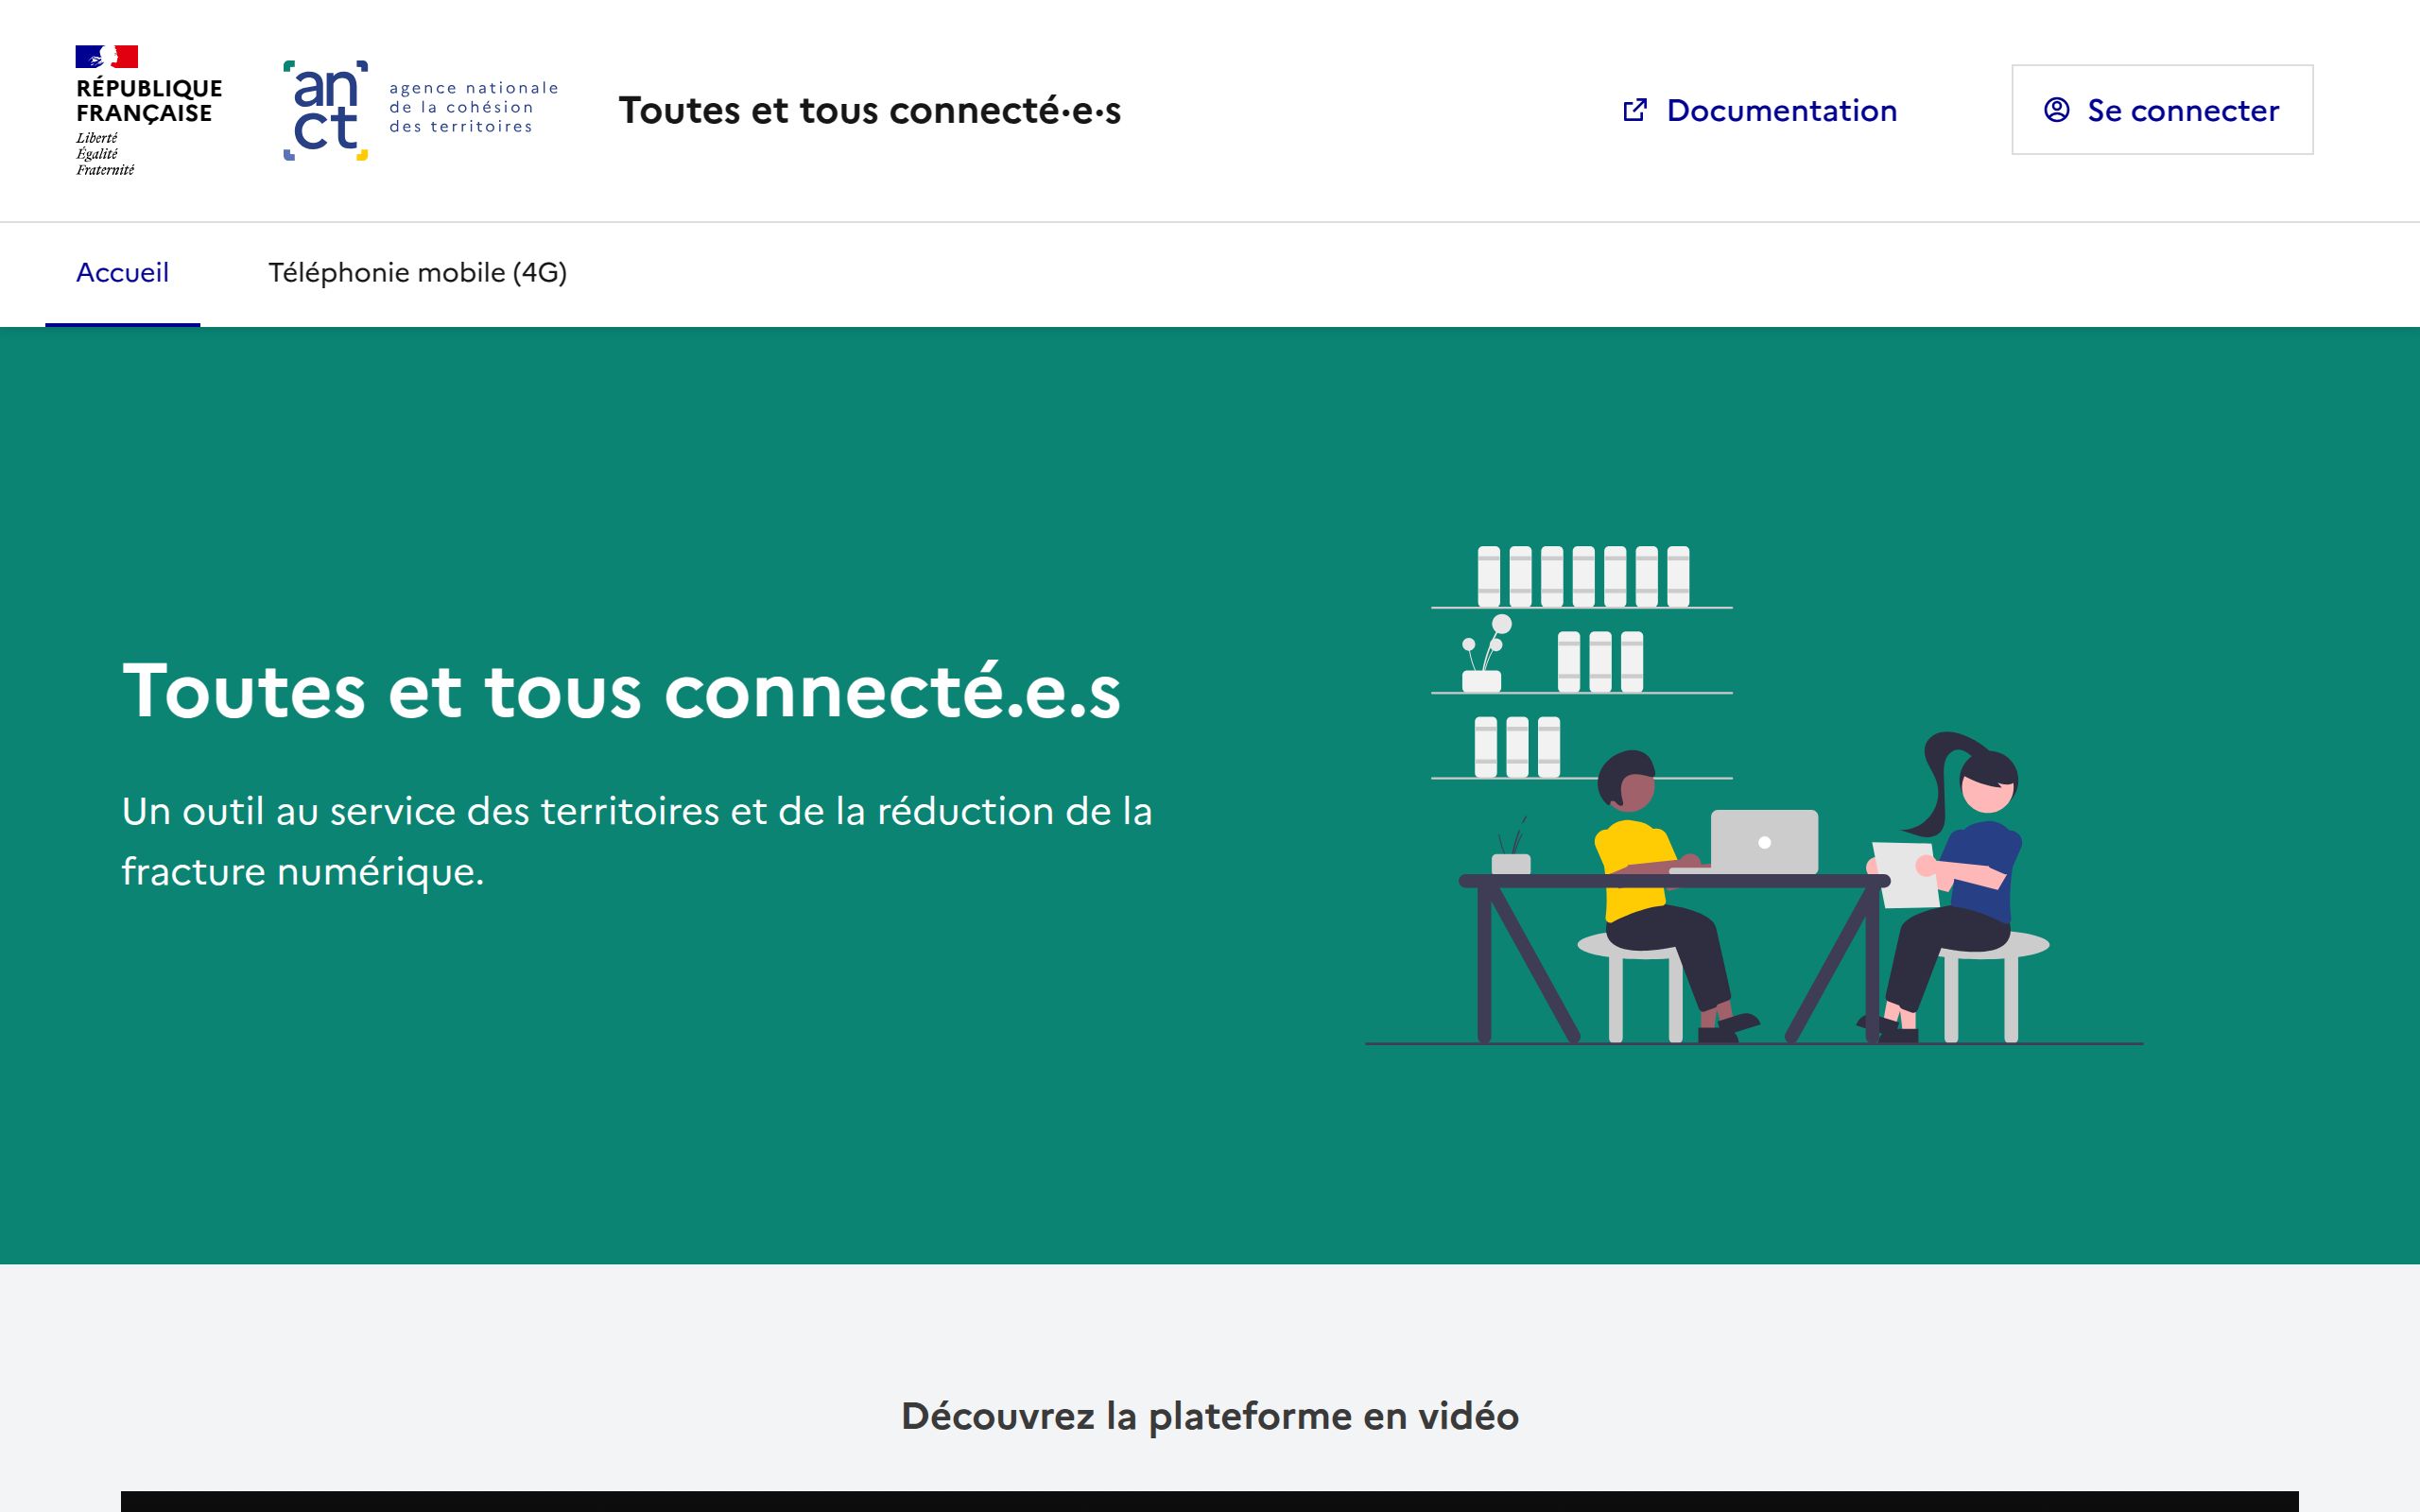 RÉPUBLIQUE
FRANÇAISE
Liberté
Égalité
Fraternité
an
ct
agence nationale
de la cohésion
des territoires
Toutes et tous connecté·e·s
Documentation
Se connecter
Accueil
Téléphonie mobile (4G)
Toutes et tous connecté.e.s
Un outil au service des territoires et de la réduction de la
fracture numérique.
Découvrez la plateforme en vidéo